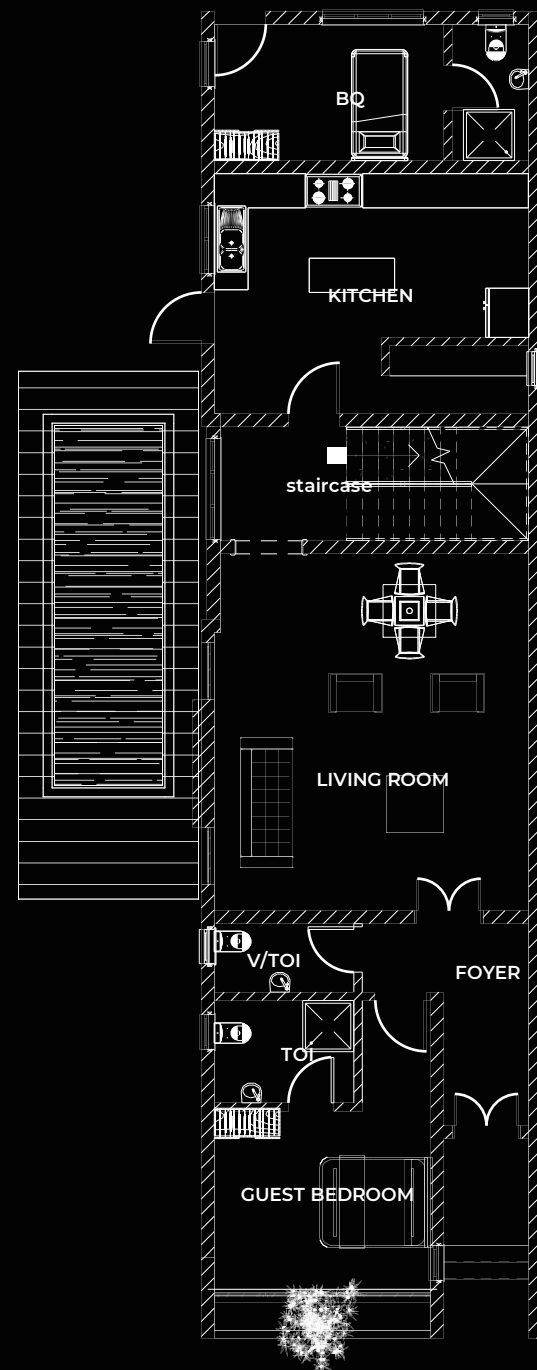 BQ
KITCHEN
staircase
LIVING ROOM
V/TOI
FOYER
TOI
GUEST BEDROOM